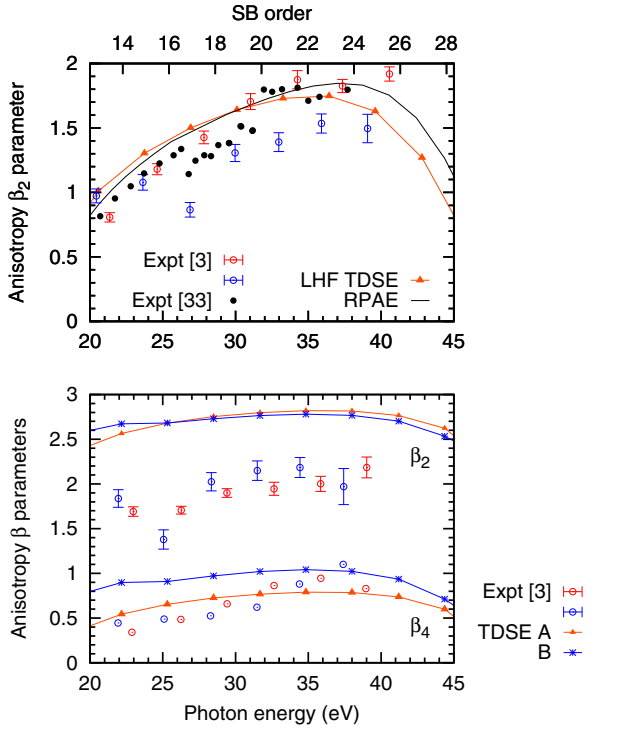 SB order
14 16 18 20 22 24 26 28
2
1.5
1
0.5
0
Anisotropy β2 parameter
Expt [3]
Expt [33]
LHF TDSE
RPAE
20 25 30 35 40 45
3
2.5
2
1.5
1
0.5
0
Anisotropy β parameters
β2
β4
Expt [3]
TDSE A
B
20 25 30 35 40 45
Photon energy (eV)